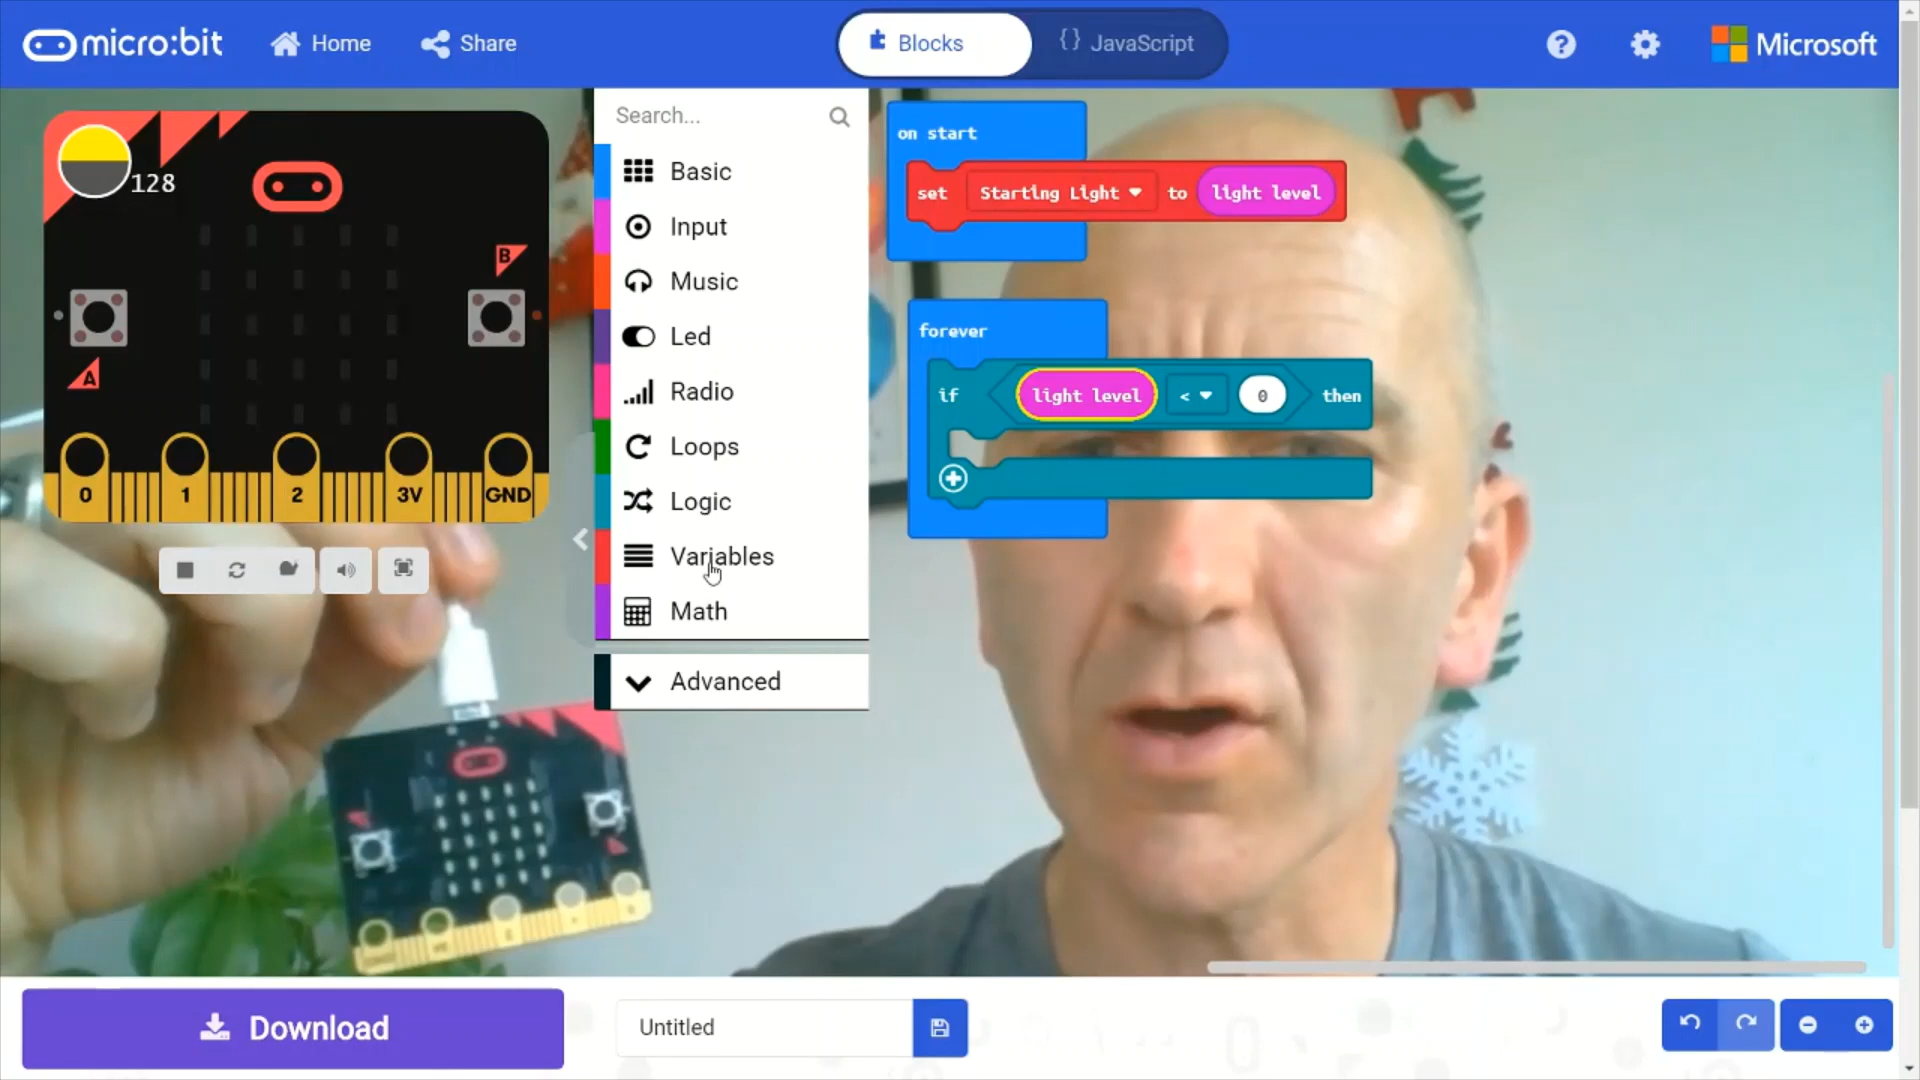 micro:bit
Home
Share
Blocks
{} JavaScript
?
Microsoft
128
B
A
0 1 2 3V GND
Search...
Basic
Input
Music
Led
Radio
Loops
Logic
Variables
Math
Advanced
on start
set Starting Light to light level
forever
if light level < 0 then
Download
Untitled